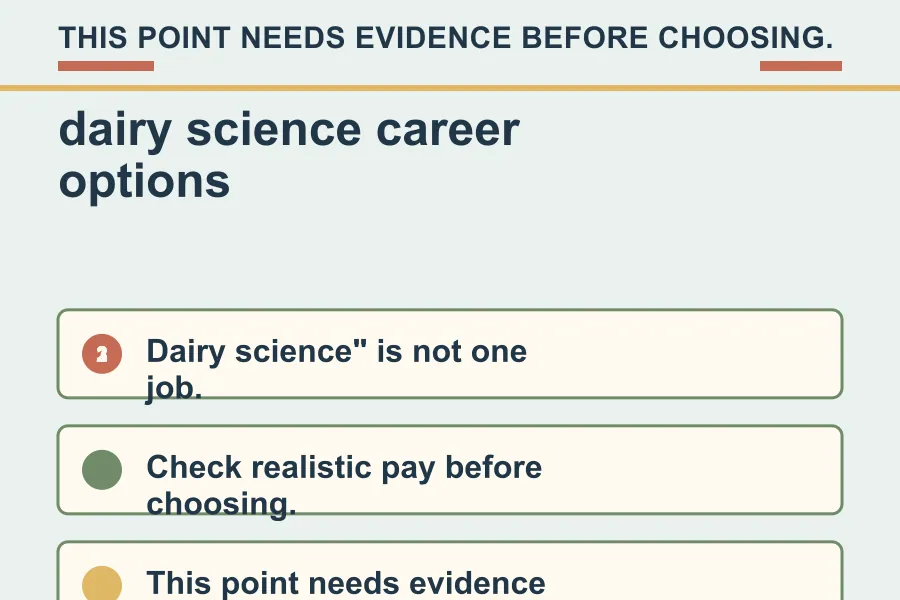 THIS POINT NEEDS EVIDENCE BEFORE CHOOSING.
dairy science career
options
Dairy science" is not one
job.
Check realistic pay before
choosing.
This point needs evidence